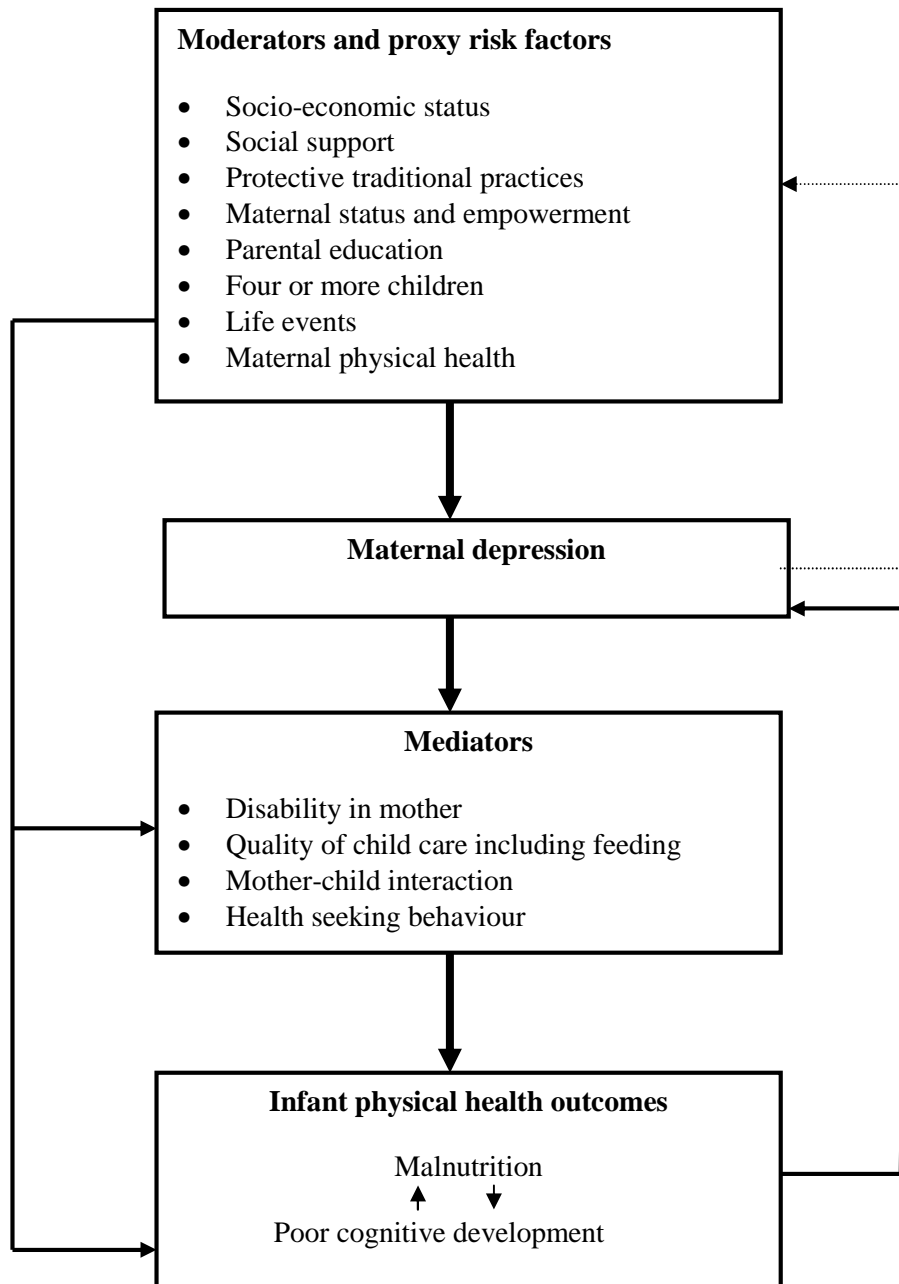 Moderators and proxy risk factors
• Socio-economic status
• Social support
• Protective traditional practices
• Maternal status and empowerment
• Parental education
• Four or more children
• Life events
• Maternal physical health
Maternal depression
Mediators
• Disability in mother
• Quality of child care including feeding
• Mother-child interaction
• Health seeking behaviour
Infant physical health outcomes
Malnutrition
Poor cognitive development